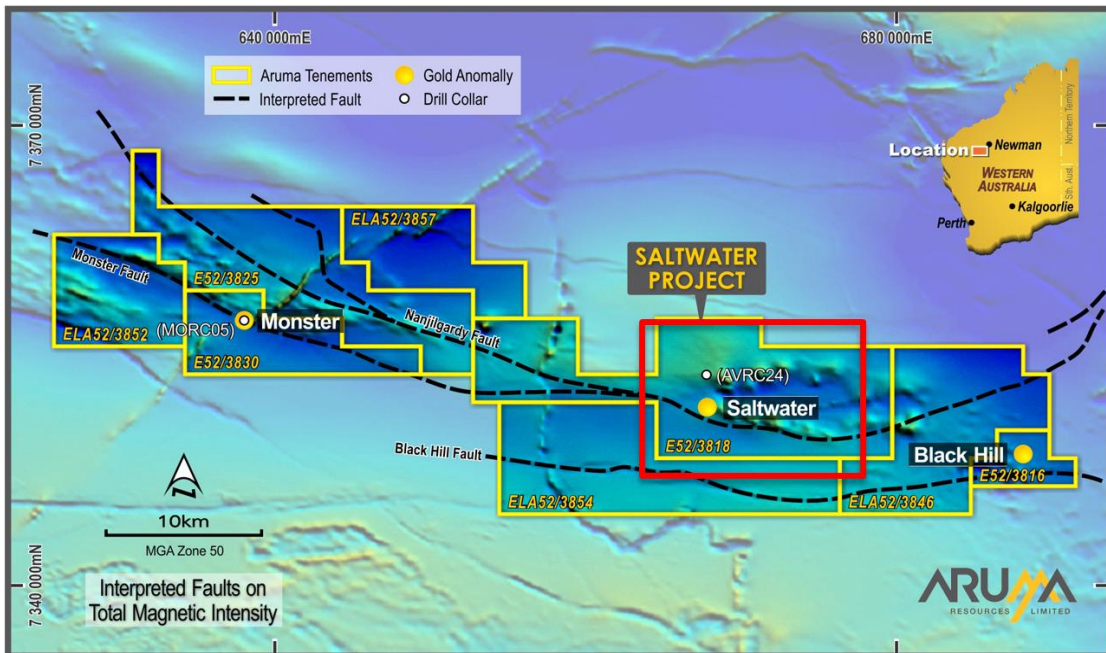 640 000mE
680 000mE
7 370 000mN
7 340 000mN
Aruma Tenements
Gold Anomaly
Interpreted Fault
Drill Collar
Location
Newman
WESTERN
AUSTRALIA
Kalgoorlie
Perth
Northern Territory
Sth. Aust
ELA52/3857
SALTWATER
PROJECT
Monster Fault
E52/3825
Nanjilgardy Fault
(MORC05)
Monster
ELA52/3852
E52/3830
(AVRC24)
Saltwater
E52/3818
Black Hill
E52/3816
Black Hill Fault
ELA52/3854
ELA52/3846
N
10km
MGA Zone 50
Interpreted Faults on
Total Magnetic Intensity
ARUMA
RESOURCES LIMITED